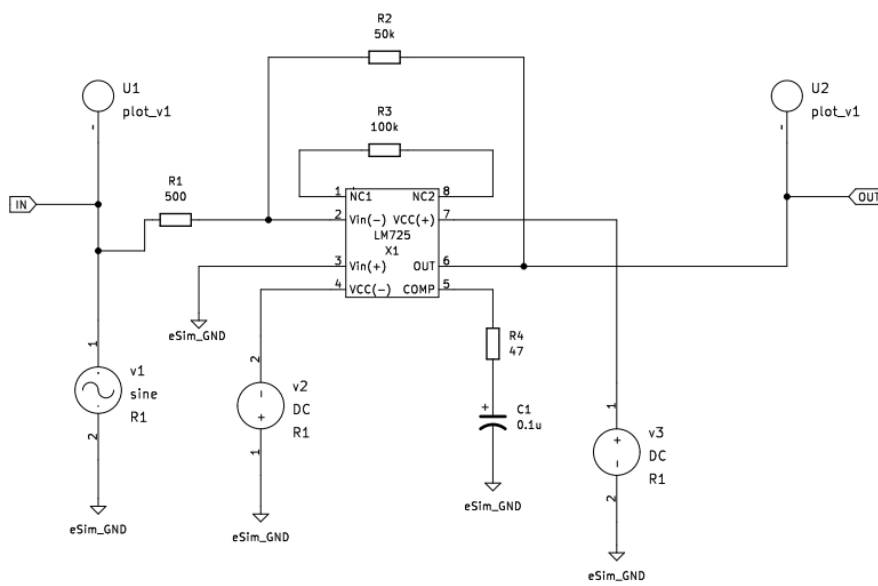 R2
50k
U1
plot_v1
U2
plot_v1
R3
100k
R1
500
IN
OUT
1 NC1 NC2 8
2 Vin(-) VCC(+) 7
LM725
X1
3 Vin(+) OUT 6
4 VCC(-) COMP 5
eSim_GND
R4
47
1
v1
sine
R1
2
2
v2
DC
R1
1
C1
0.1u
1
v3
DC
R1
2
eSim_GND
eSim_GND
eSim_GND
eSim_GND